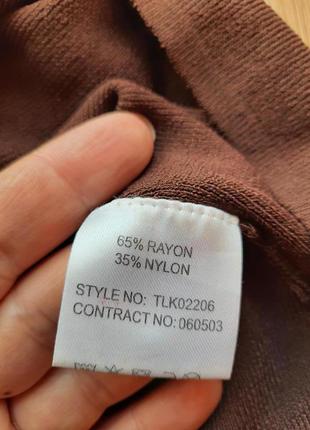 65% RAYON
35% NYLON
STYLE NO: TLK02206
CONTRACT NO: 060503